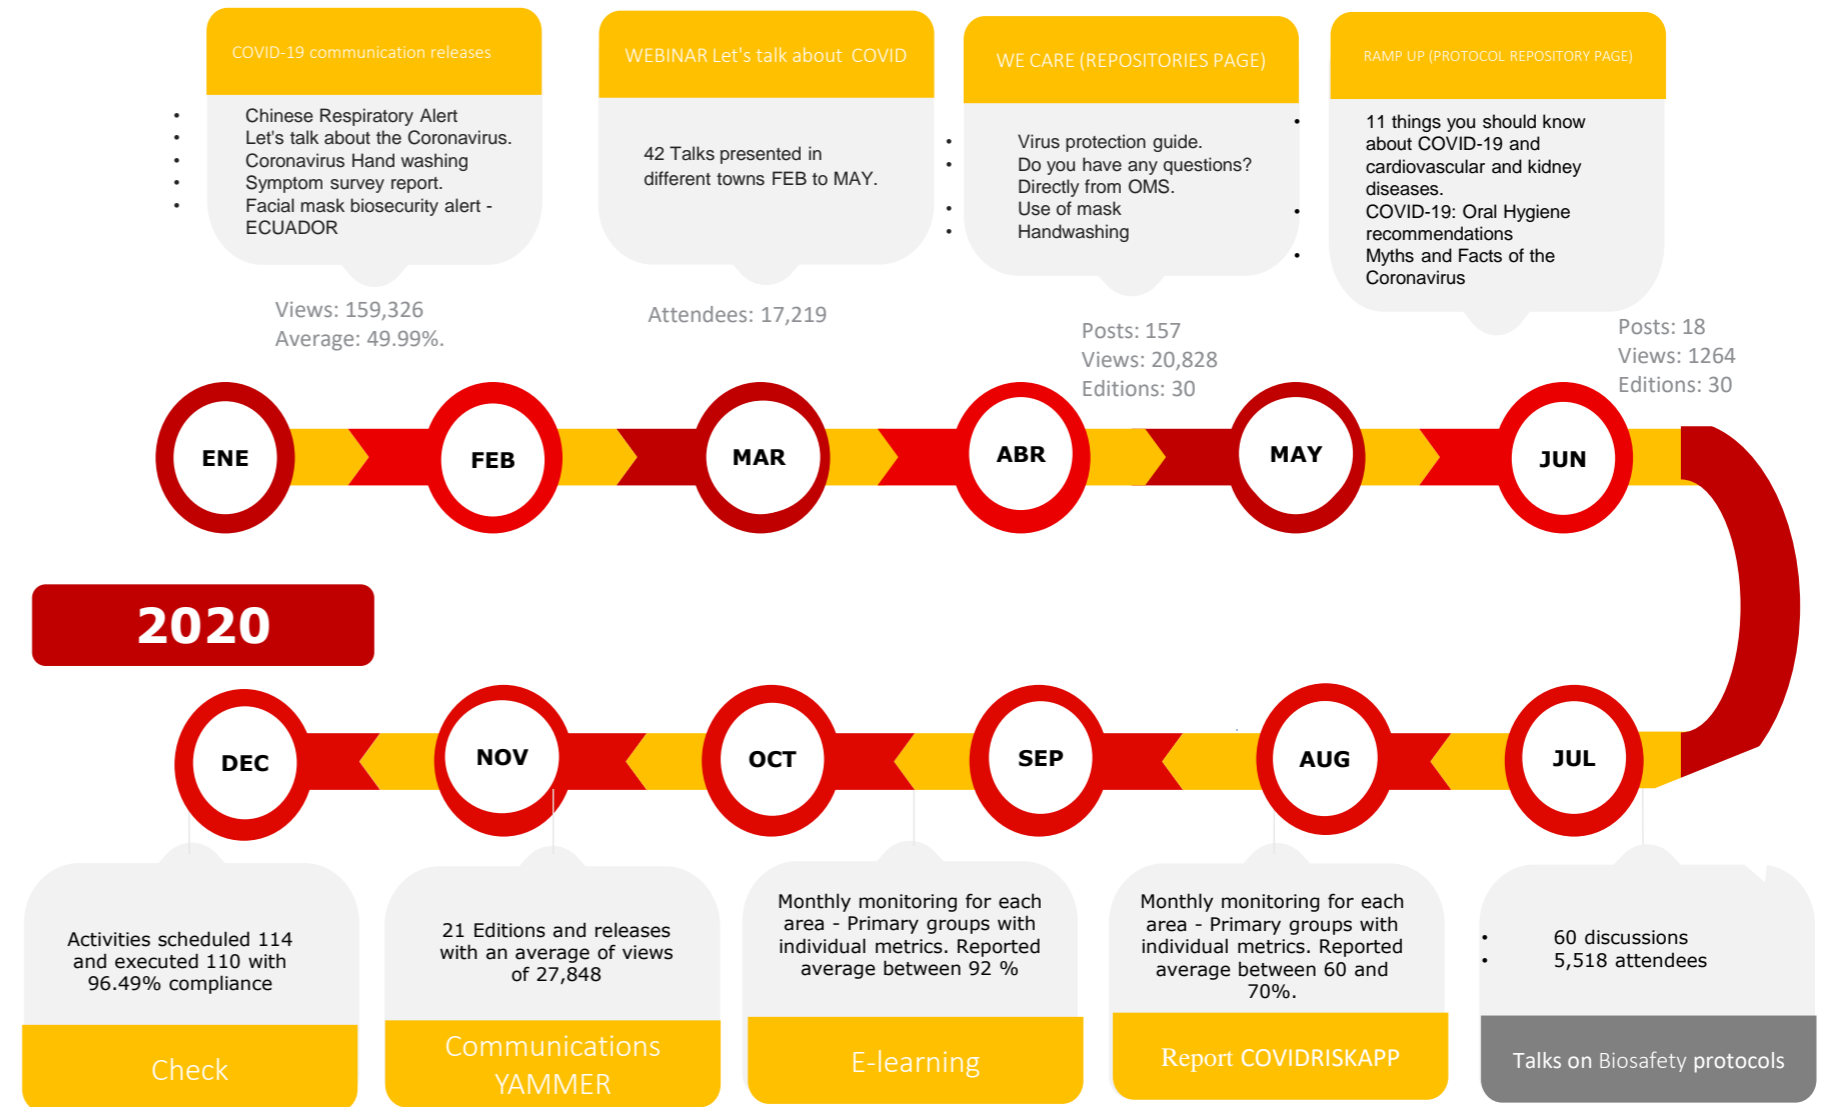 COVID-19 communication releases
• Chinese Respiratory Alert
• Let's talk about the Coronavirus.
• Coronavirus Hand washing
• Symptom survey report.
• Facial mask biosecurity alert -
ECUADOR
Views: 159,326
Average: 49.99%.
WEBINAR Let's talk about COVID
42 Talks presented in
different towns FEB to MAY.
Attendees: 17,219
WE CARE (REPOSITORIES PAGE)
• Virus protection guide.
• Do you have any questions?
Directly from OMS.
• Use of mask
• Handwashing
Posts: 157
Views: 20,828
Editions: 30
RAMP UP (PROTOCOL REPOSITORY PAGE)
• 11 things you should know
about COVID-19 and
cardiovascular and kidney
diseases.
• COVID-19: Oral Hygiene
recommendations
• Myths and Facts of the
Coronavirus
Posts: 18
Views: 1264
Editions: 30
ENE
FEB
MAR
ABR
MAY
JUN
2020
DEC
NOV
OCT
SEP
AUG
JUL
Activities scheduled 114
and executed 110 with
96.49% compliance
Check
21 Editions and releases
with an average of views
of 27,848
Communications
YAMMER
Monthly monitoring for each
area - Primary groups with
individual metrics. Reported
average between 92 %
E-learning
Monthly monitoring for each
area - Primary groups with
individual metrics. Reported
average between 60 and
70%.
Report COVIDRISKAPP
• 60 discussions
• 5,518 attendees
Talks on Biosafety protocols